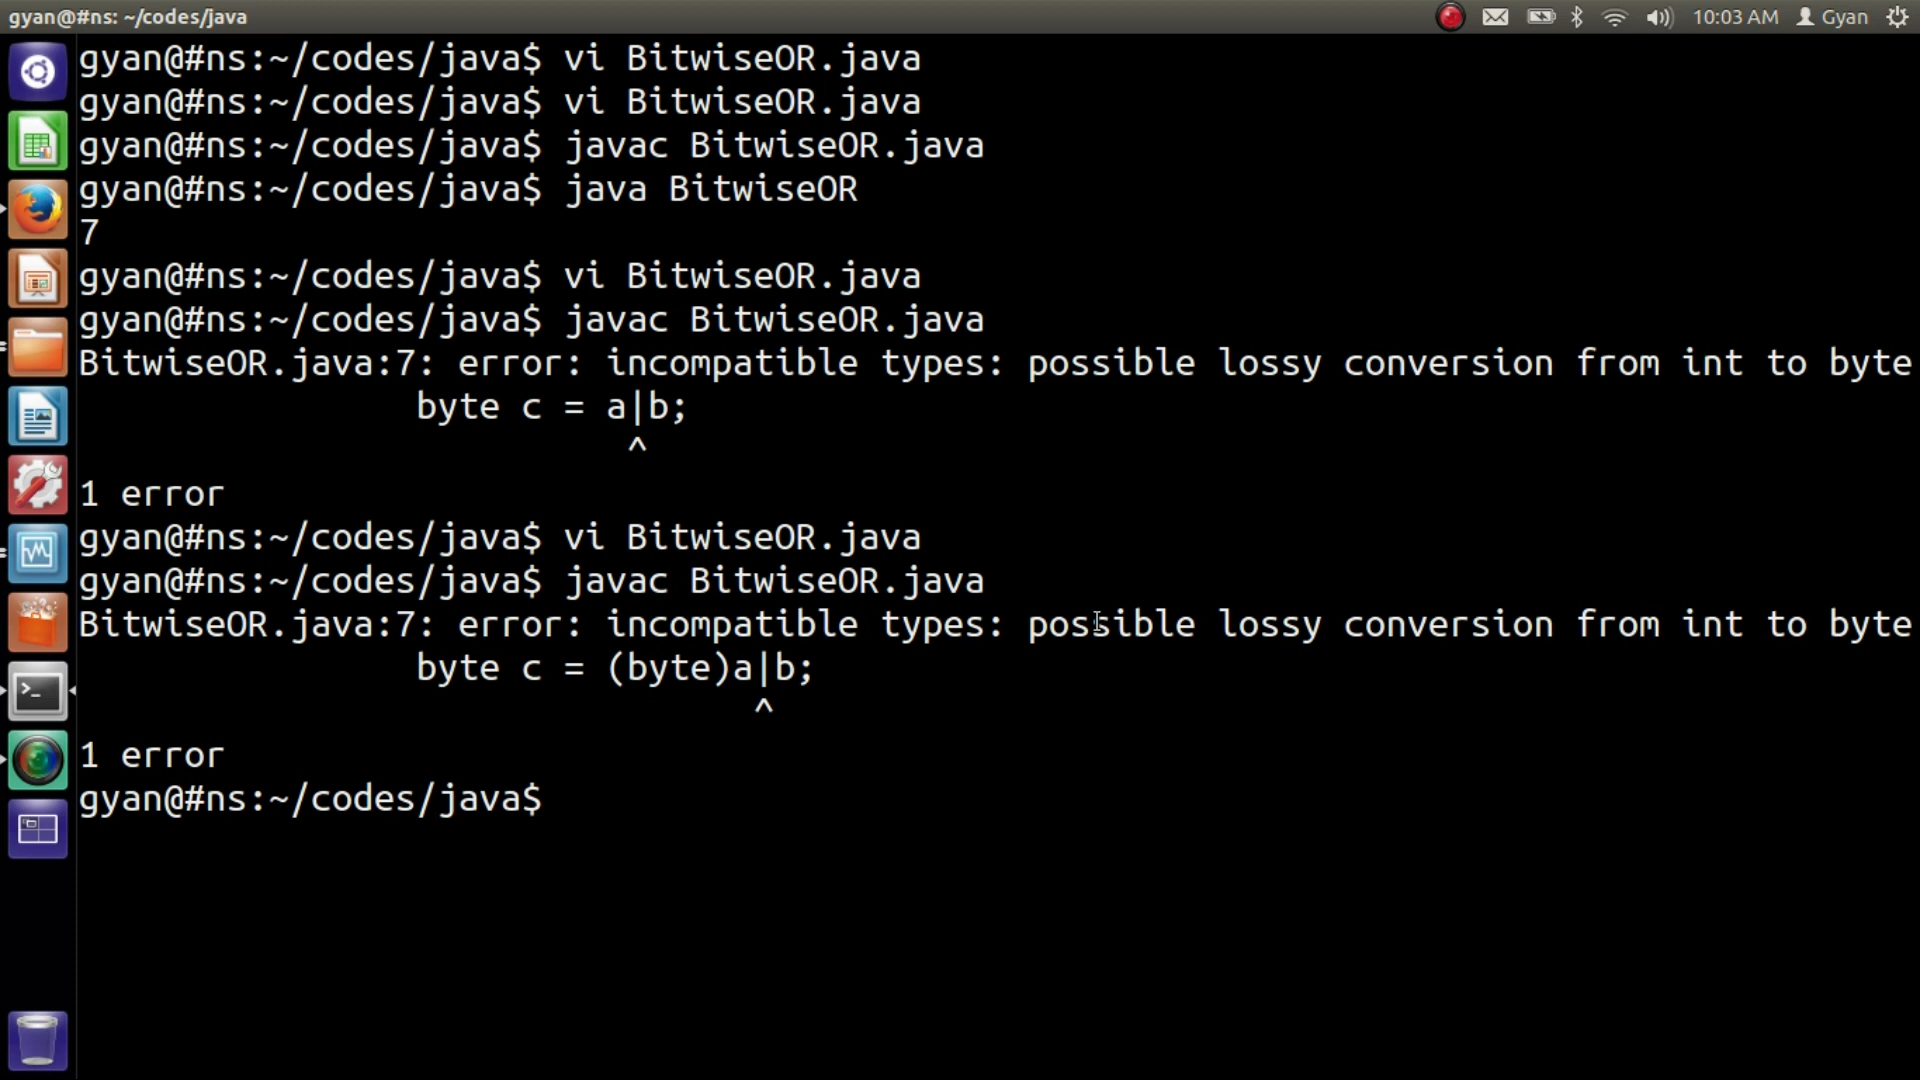 gyan@#ns: ~/codes/java
10:03 AM Gyan
gyan@#ns:~/codes/java$ vi BitwiseOR.java
gyan@#ns:~/codes/java$ vi BitwiseOR.java
gyan@#ns:~/codes/java$ javac BitwiseOR.java
gyan@#ns:~/codes/java$ java BitwiseOR
7
gyan@#ns:~/codes/java$ vi BitwiseOR.java
gyan@#ns:~/codes/java$ javac BitwiseOR.java
BitwiseOR.java:7: error: incompatible types: possible lossy conversion from int to byte
byte c = a|b;
^
1 error
gyan@#ns:~/codes/java$ vi BitwiseOR.java
gyan@#ns:~/codes/java$ javac BitwiseOR.java
BitwiseOR.java:7: error: incompatible types: possible lossy conversion from int to byte
byte c = (byte)a|b;
^
1 error
gyan@#ns:~/codes/java$